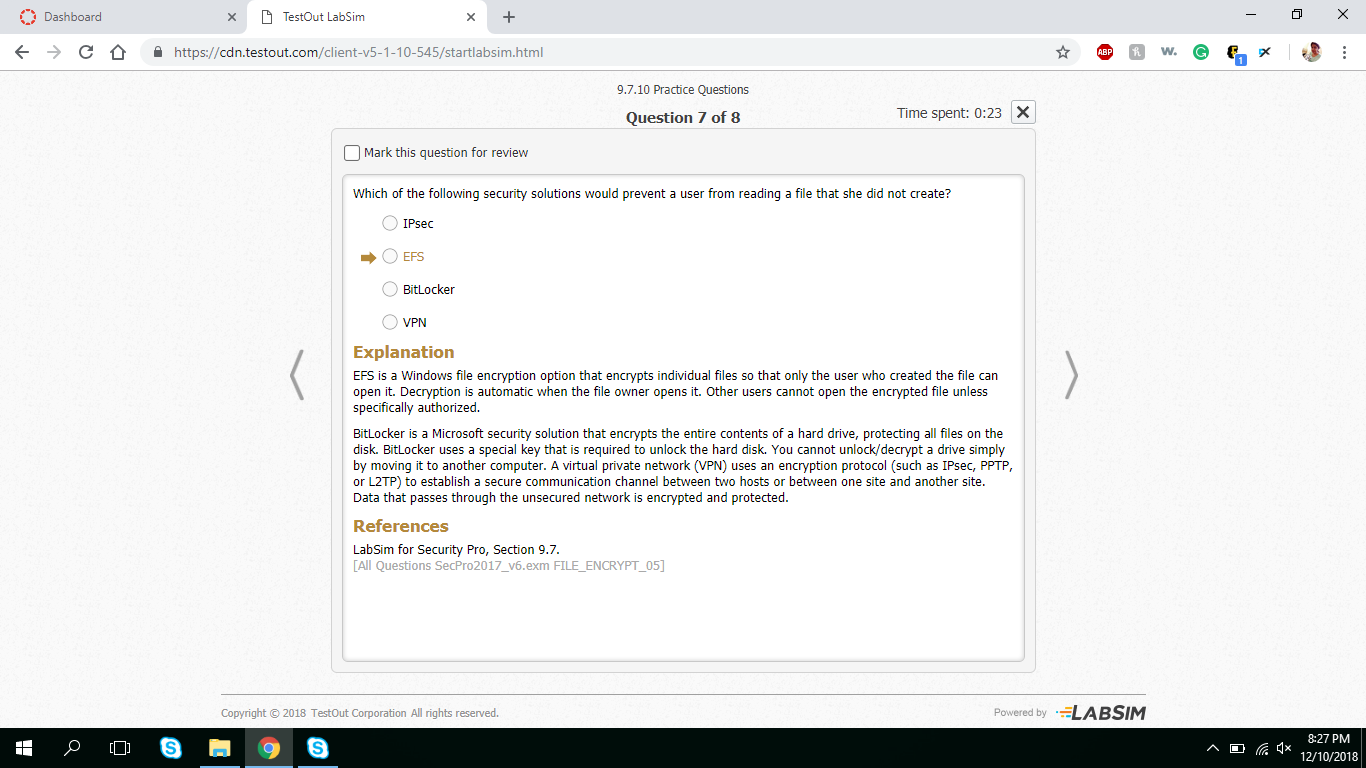 Dashboard
TestOut LabSim
https://cdn.testout.com/client-v5-1-10-545/startlabsim.html
ABP
w.
1
9.7.10 Practice Questions
Question 7 of 8
Time spent: 0:23
Mark this question for review
Which of the following security solutions would prevent a user from reading a file that she did not create?
IPsec
EFS
BitLocker
VPN
Explanation
EFS is a Windows file encryption option that encrypts individual files so that only the user who created the file can
open it. Decryption is automatic when the file owner opens it. Other users cannot open the encrypted file unless
specifically authorized.
BitLocker is a Microsoft security solution that encrypts the entire contents of a hard drive, protecting all files on the
disk. BitLocker uses a special key that is required to unlock the hard disk. You cannot unlock/decrypt a drive simply
by moving it to another computer. A virtual private network (VPN) uses an encryption protocol (such as IPsec, PPTP,
or L2TP) to establish a secure communication channel between two hosts or between one site and another site.
Data that passes through the unsecured network is encrypted and protected.
References
LabSim for Security Pro, Section 9.7.
[All Questions SecPro2017_v6.exm FILE_ENCRYPT_05]
Copyright © 2018 TestOut Corporation All rights reserved.
Powered by LABSIM
8:27 PM
12/10/2018